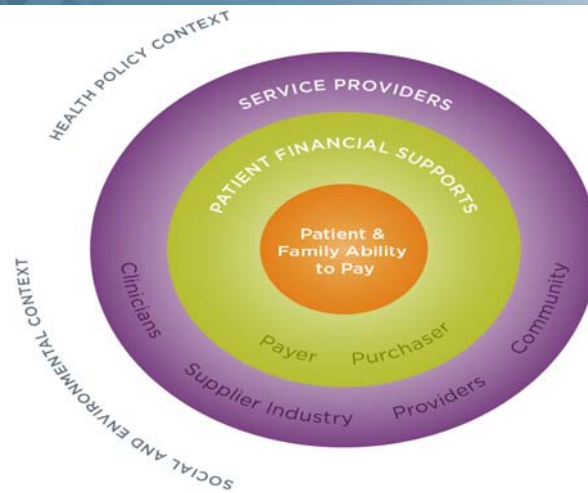 HEALTH POLICY CONTEXT
SERVICE PROVIDERS
PATIENT FINANCIAL SUPPORTS
Patient &
Family Ability
to Pay
Payer Purchaser
Clinicians
Supplier Industry
Providers
Community
SOCIAL AND ENVIRONMENTAL CONTEXT